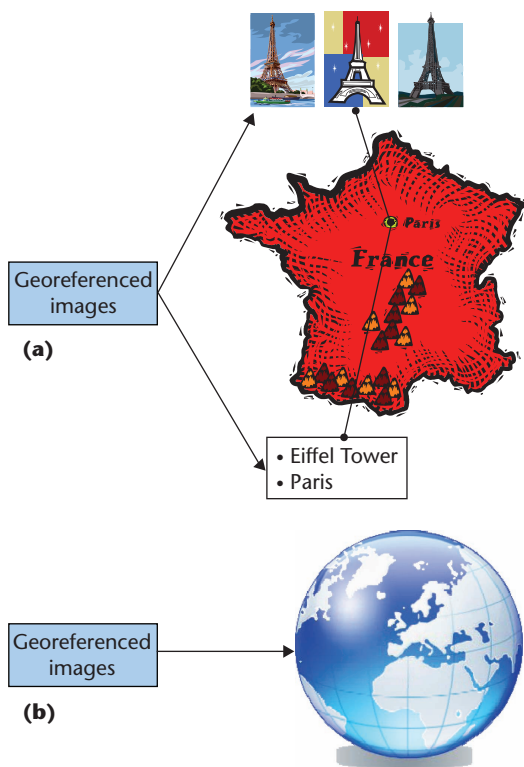 Paris
France
Georeferenced
images
(a)
• Eiffel Tower
• Paris
Georeferenced
images
(b)